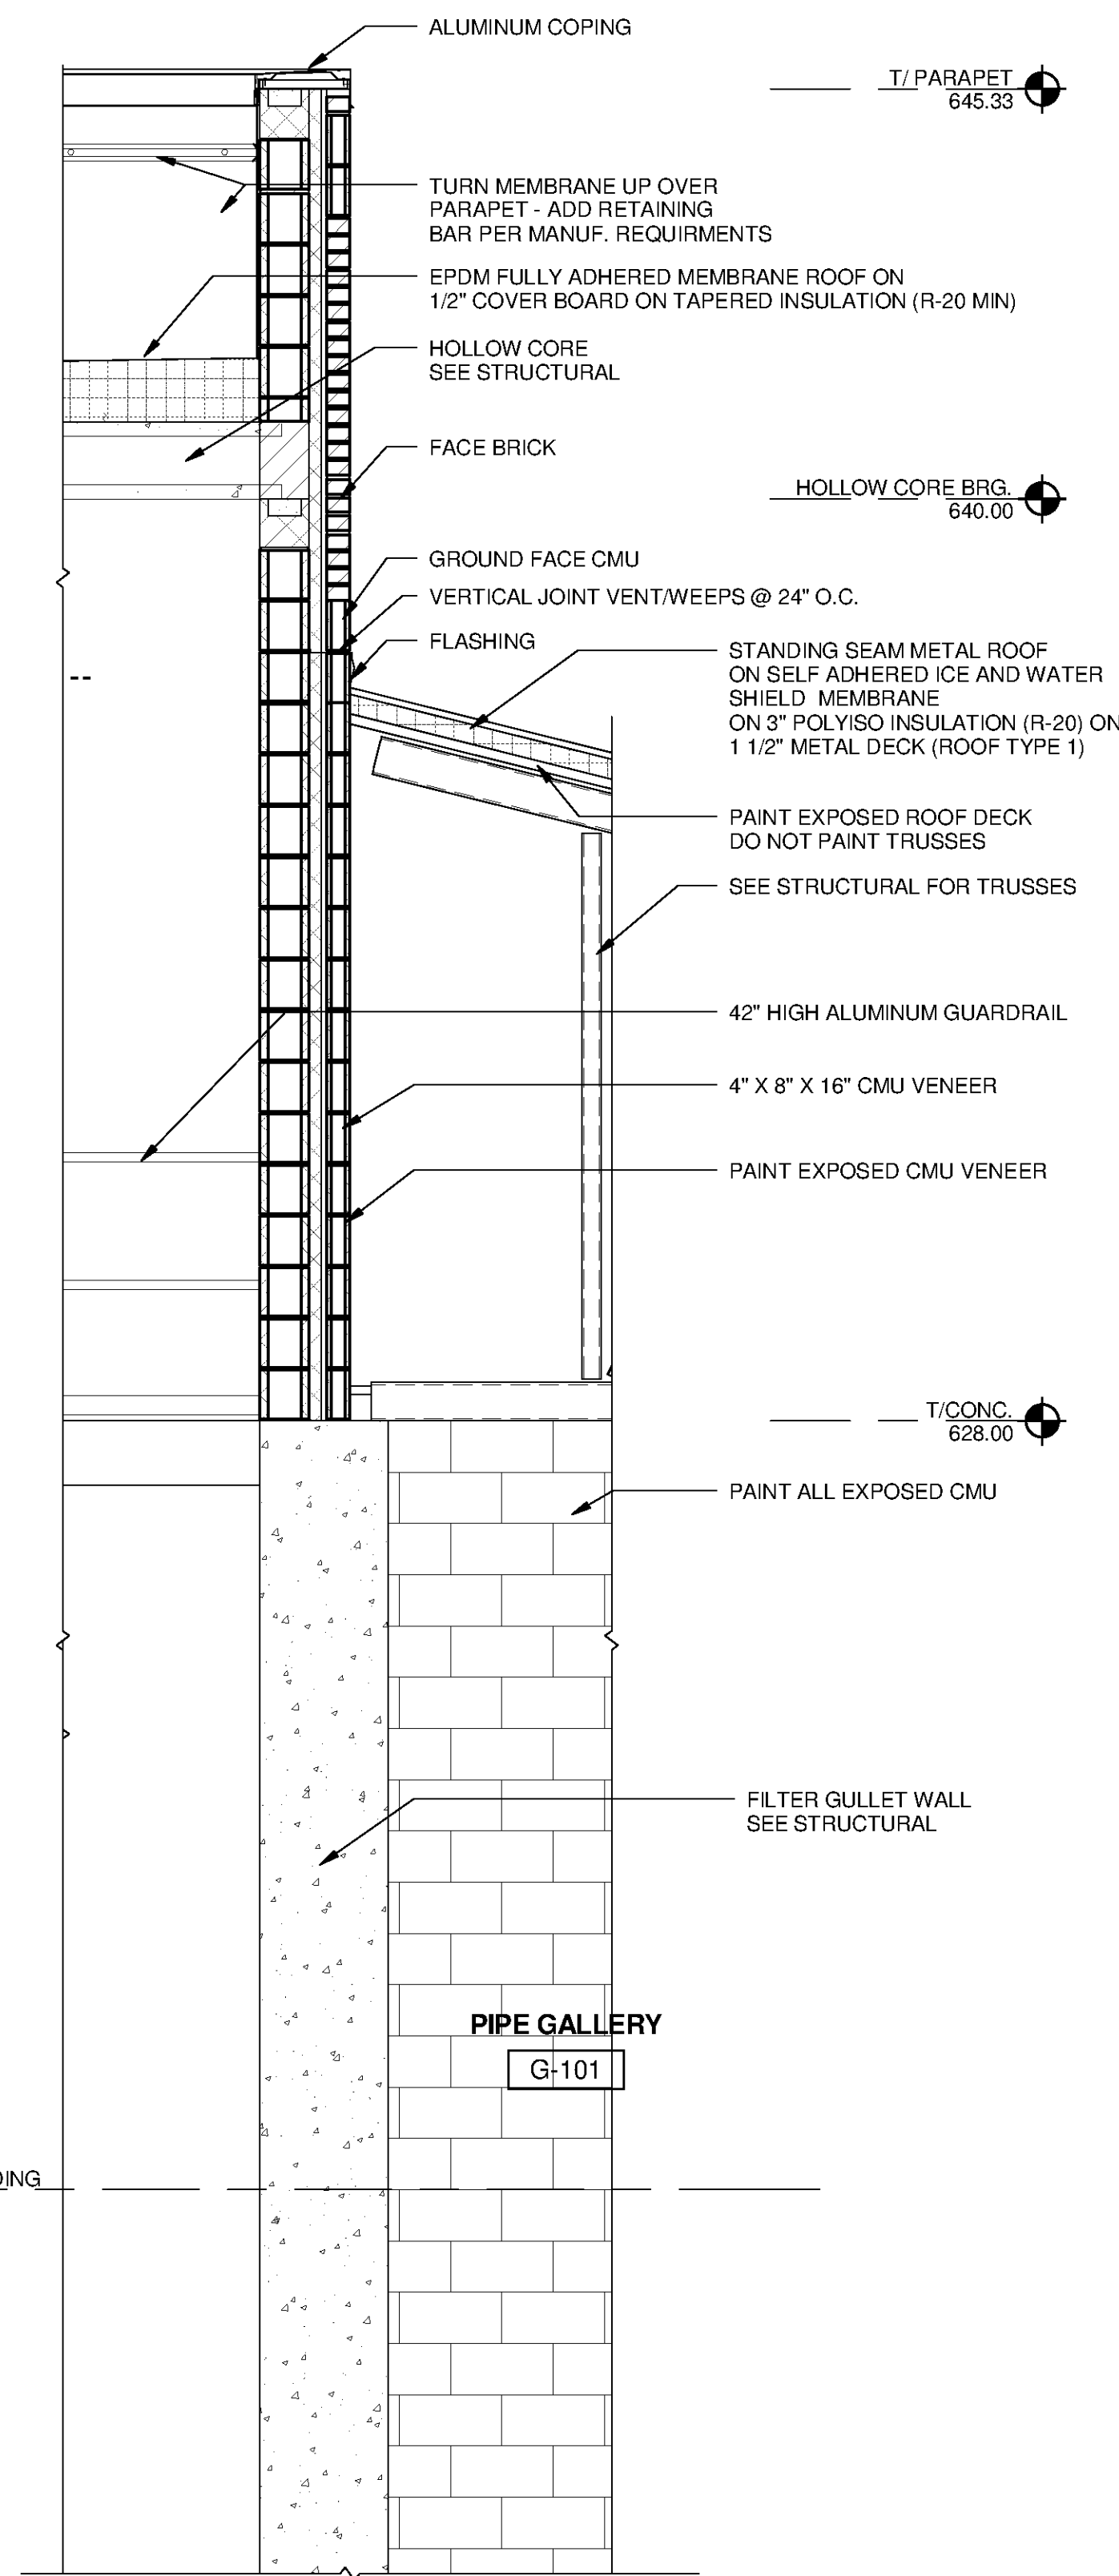 ALUMINUM COPING
T/ PARAPET
645.33
TURN MEMBRANE UP OVER
PARAPET - ADD RETAINING
BAR PER MANUF. REQUIRMENTS
EPDM FULLY ADHERED MEMBRANE ROOF ON
1/2" COVER BOARD ON TAPERED INSULATION (R-20 MIN)
HOLLOW CORE
SEE STRUCTURAL
FACE BRICK
HOLLOW CORE BRG.
640.00
GROUND FACE CMU
VERTICAL JOINT VENT/WEEPS @ 24" O.C.
FLASHING
STANDING SEAM METAL ROOF
ON SELF ADHERED ICE AND WATER
SHIELD MEMBRANE
ON 3" POLYISO INSULATION (R-20) ON
1 1/2" METAL DECK (ROOF TYPE 1)
--
PAINT EXPOSED ROOF DECK
DO NOT PAINT TRUSSES
SEE STRUCTURAL FOR TRUSSES
42" HIGH ALUMINUM GUARDRAIL
4" X 8" X 16" CMU VENEER
PAINT EXPOSED CMU VENEER
T/CONC.
628.00
PAINT ALL EXPOSED CMU
FILTER GULLET WALL
SEE STRUCTURAL
PIPE GALLERY
G-101
DING